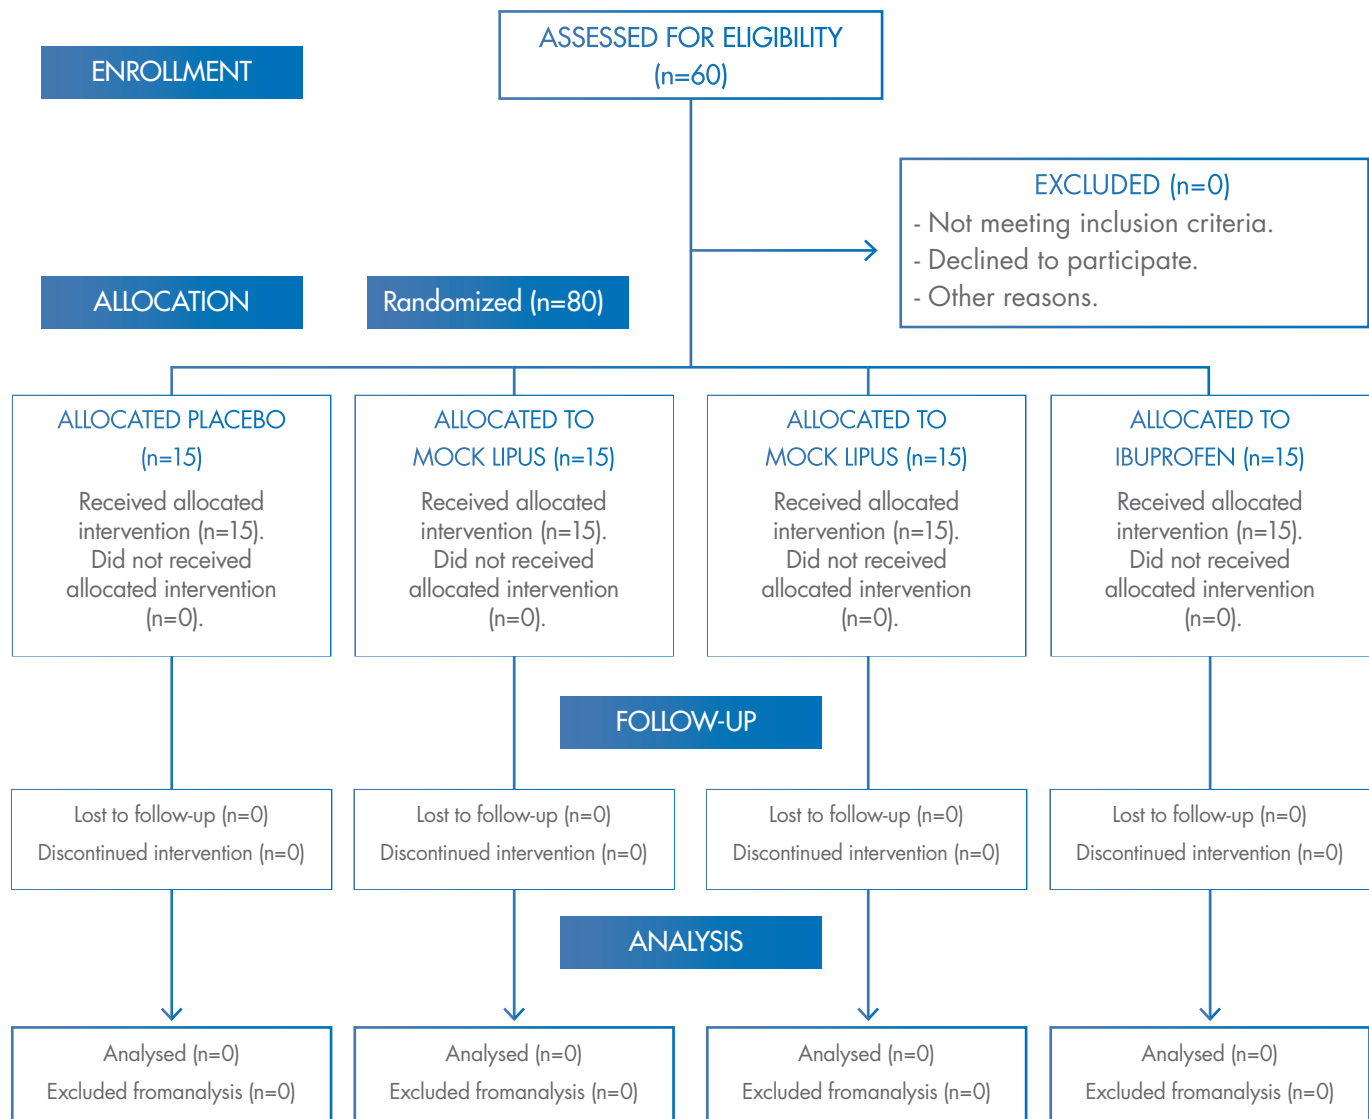 ENROLLMENT
ASSESSED FOR ELIGIBILITY
(n=60)
EXCLUDED (n=0)
- Not meeting inclusion criteria.
- Declined to participate.
- Other reasons.
ALLOCATION
Randomized (n=80)
ALLOCATED PLACEBO
(n=15)
Received allocated
intervention (n=15).
Did not received
allocated intervention
(n=0).
ALLOCATED TO
MOCK LIPUS (n=15)
Received allocated
intervention (n=15).
Did not received
allocated intervention
(n=0).
ALLOCATED TO
MOCK LIPUS (n=15)
Received allocated
intervention (n=15).
Did not received
allocated intervention
(n=0).
ALLOCATED TO
IBUPROFEN (n=15)
Received allocated
intervention (n=15).
Did not received
allocated intervention
(n=0).
FOLLOW-UP
Lost to follow-up (n=0)
Discontinued intervention (n=0)
Lost to follow-up (n=0)
Discontinued intervention (n=0)
Lost to follow-up (n=0)
Discontinued intervention (n=0)
Lost to follow-up (n=0)
Discontinued intervention (n=0)
ANALYSIS
Analysed (n=0)
Excluded fromanalysis (n=0)
Analysed (n=0)
Excluded fromanalysis (n=0)
Analysed (n=0)
Excluded fromanalysis (n=0)
Analysed (n=0)
Excluded fromanalysis (n=0)